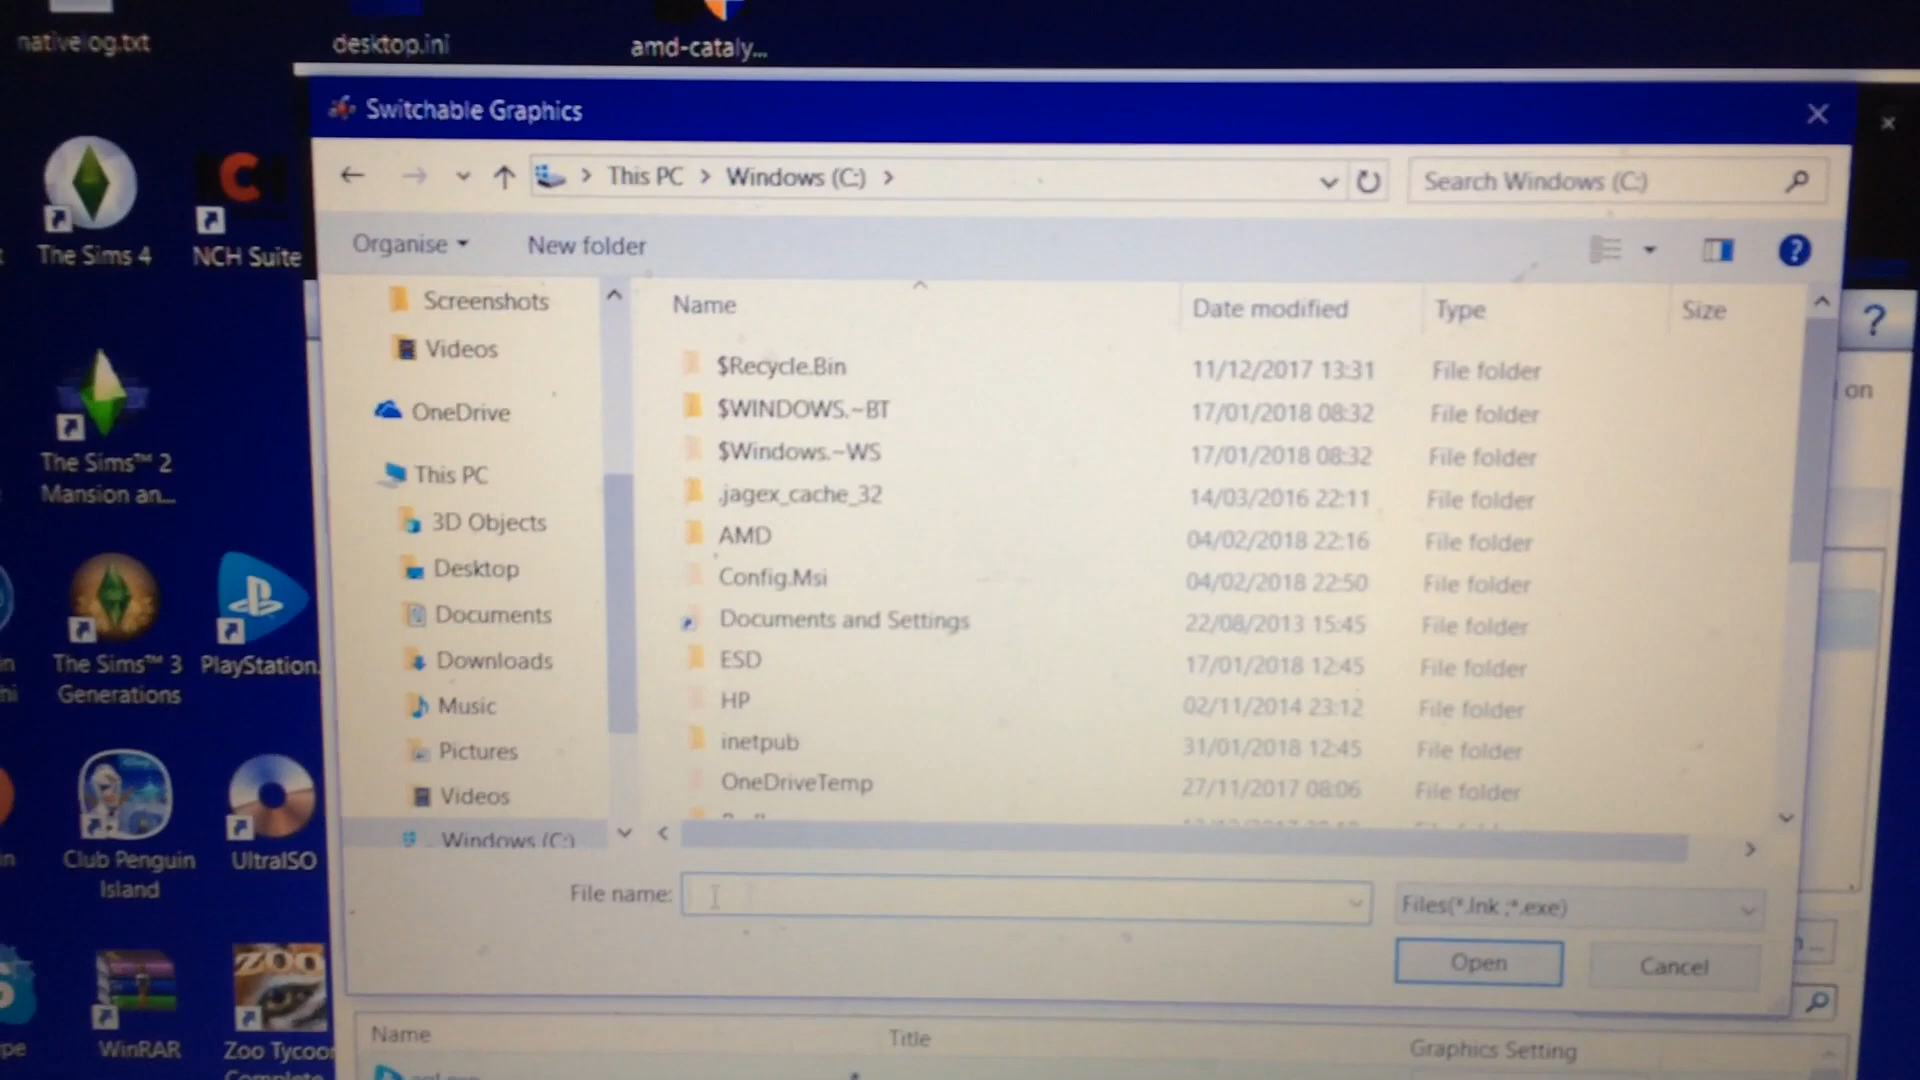 nativelog.txt
desktop.ini
amd-cataly...
Switchable Graphics
This PC > Windows (C:) >
Search Windows (C:)
Organise
New folder
The Sims 4
NCH Suite
Screenshots
Videos
OneDrive
This PC
3D Objects
Desktop
Documents
Downloads
Music
Pictures
Videos
Windows (C:)
Name Date modified Type Size
$Recycle.Bin 11/12/2017 13:31 File folder
$WINDOWS.~BT 17/01/2018 08:32 File folder
$Windows.~WS 17/01/2018 08:32 File folder
.jagex_cache_32 14/03/2016 22:11 File folder
AMD 04/02/2018 22:16 File folder
Config.Msi 04/02/2018 22:50 File folder
Documents and Settings 22/08/2013 15:45 File folder
ESD 17/01/2018 12:45 File folder
HP 02/11/2014 23:12 File folder
inetpub 31/01/2018 12:45 File folder
OneDriveTemp 27/11/2017 08:06 File folder
on
The Sims™ 2
Mansion an...
The Sims™ 3
Generations
PlayStation.
Club Penguin
Island
UltraISO
WinRAR
ZOO
Zoo Tycoon
Complete
File name:
Files(*.lnk ;*.exe)
Open
Cancel
Name Title Graphics Setting